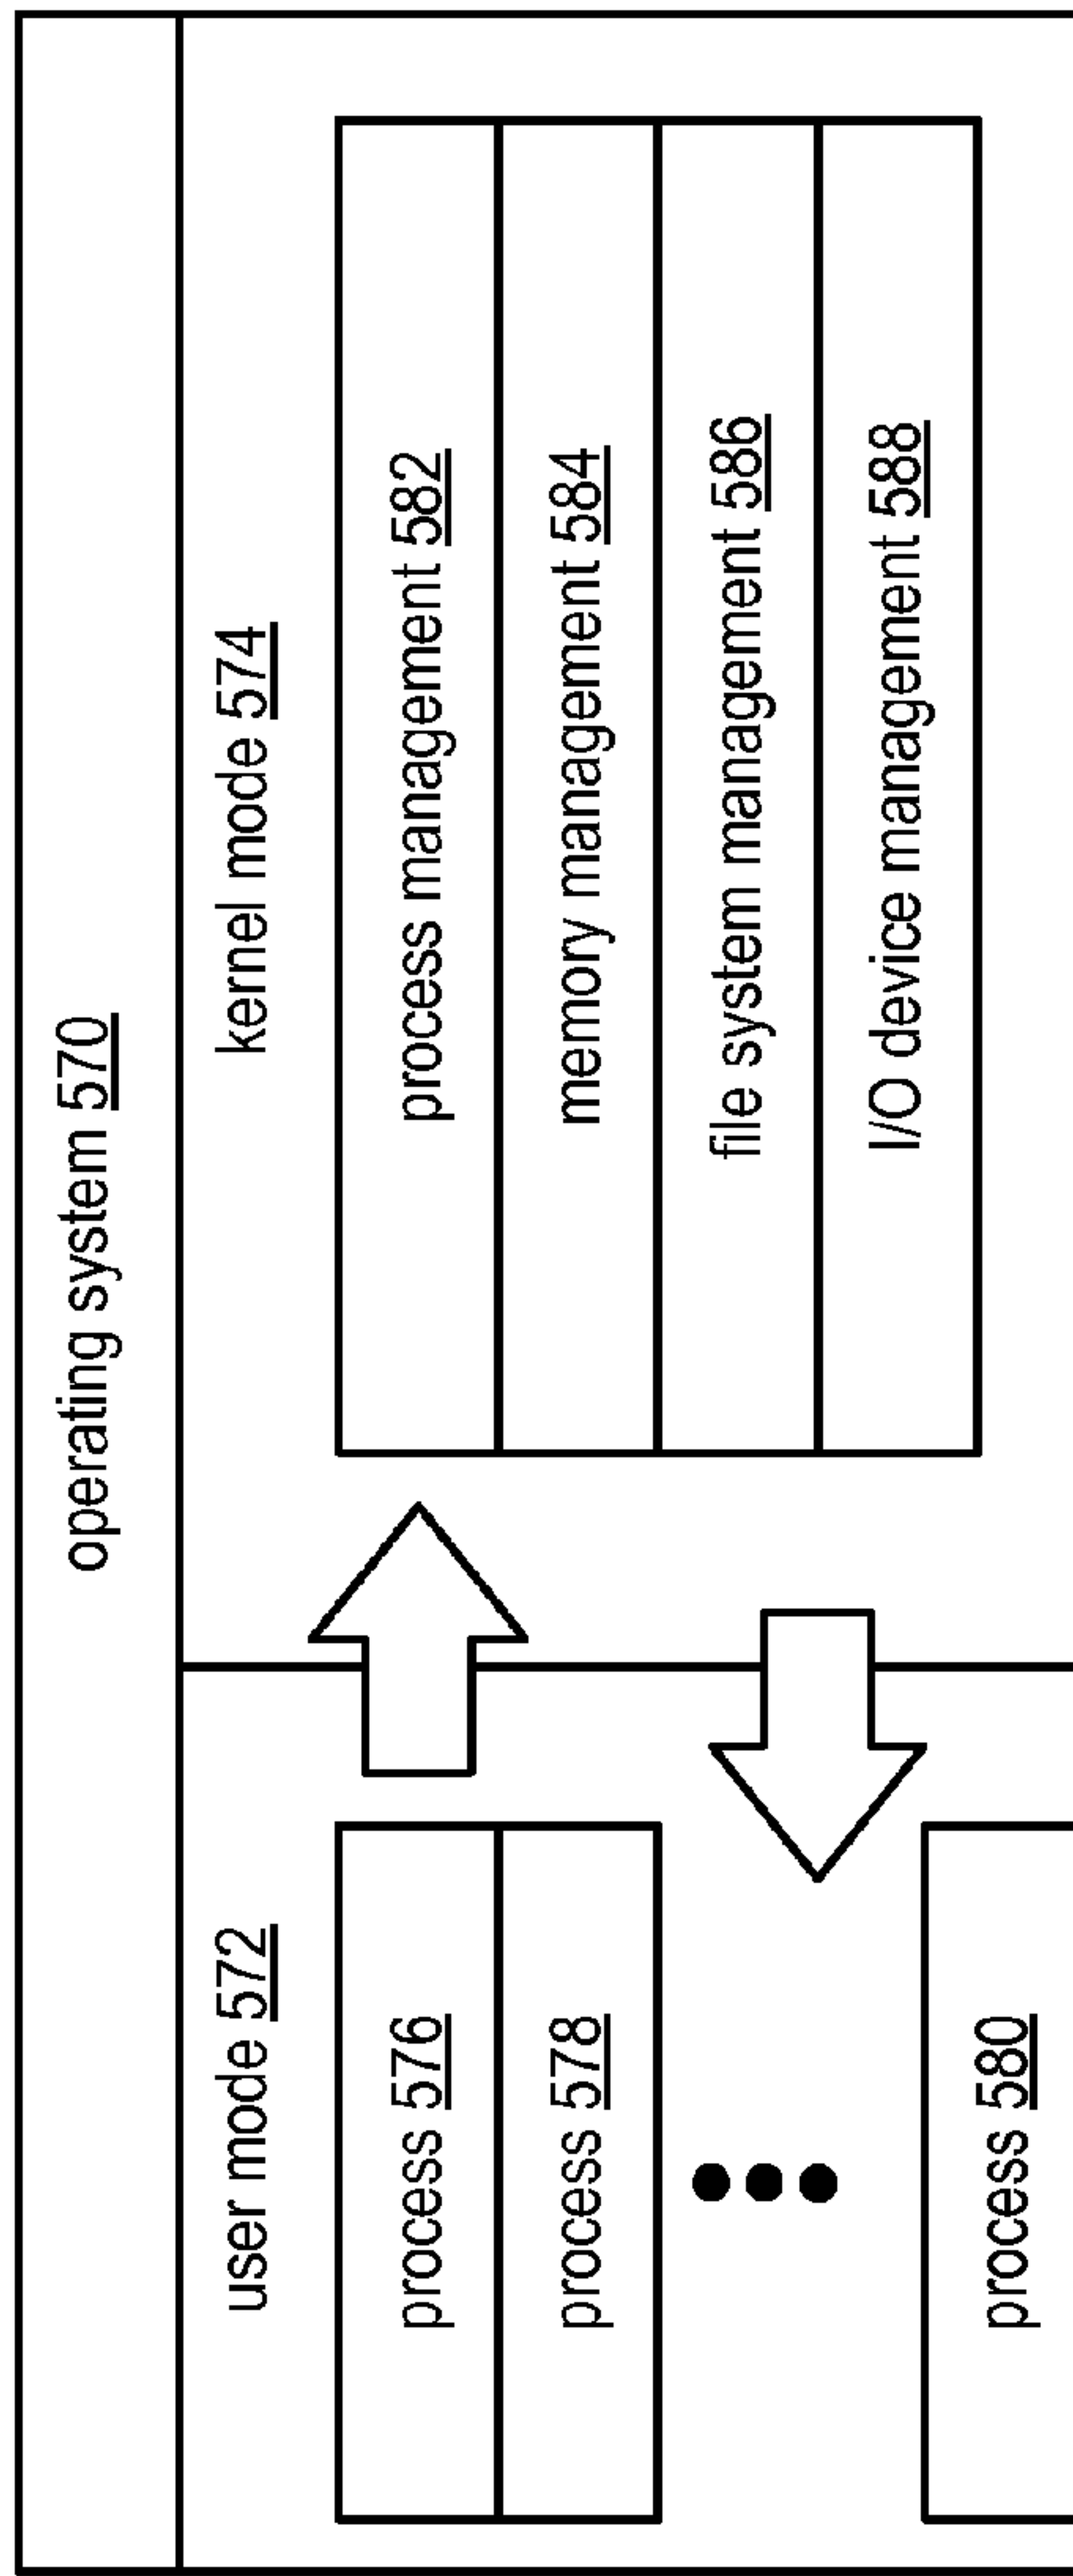 operating system 570
user mode 572
process 576
process 578
process 580
kernel mode 574
process management 582
memory management 584
file system management 586
I/O device management 588